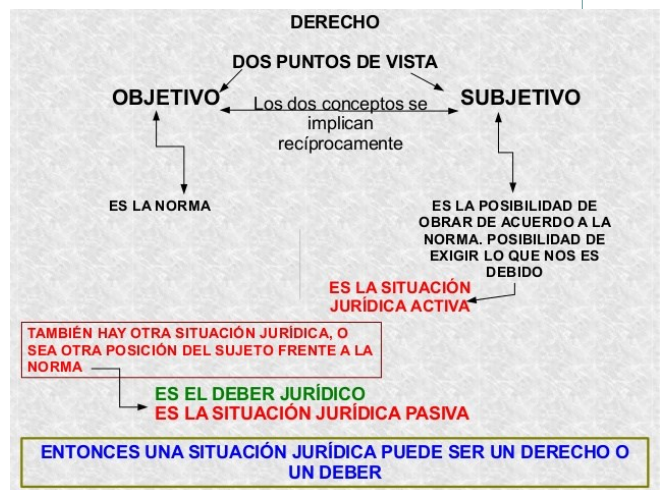 DERECHO
DOS PUNTOS DE VISTA
OBJETIVO
SUBJETIVO
Los dos conceptos se
implican
recíprocamente
ES LA NORMA
ES LA POSIBILIDAD DE
OBRAR DE ACUERDO A LA
NORMA. POSIBILIDAD DE
EXIGIR LO QUE NOS ES
DEBIDO
ES LA SITUACIÓN
JURÍDICA ACTIVA
TAMBIÉN HAY OTRA SITUACIÓN JURÍDICA, O
SEA OTRA POSICIÓN DEL SUJETO FRENTE A LA
NORMA
ES EL DEBER JURÍDICO
ES LA SITUACIÓN JURÍDICA PASIVA
ENTONCES UNA SITUACIÓN JURÍDICA PUEDE SER UN DERECHO O
UN DEBER